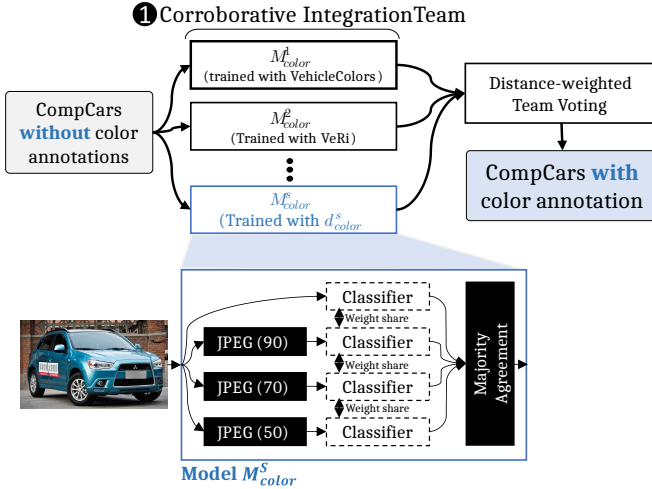 ❶ Corroborative IntegrationTeam
M¹color
(trained with VehicleColors)
M²color
(Trained with VeRi)
Mˢcolor
(Trained with dˢcolor
CompCars
without color
annotations
Distance-weighted
Team Voting
CompCars with
color annotation
Classifier
Weight share
JPEG (90)
Classifier
Weight share
JPEG (70)
Classifier
Weight share
JPEG (50)
Classifier
Majority
Agreement
Model Mˢcolor